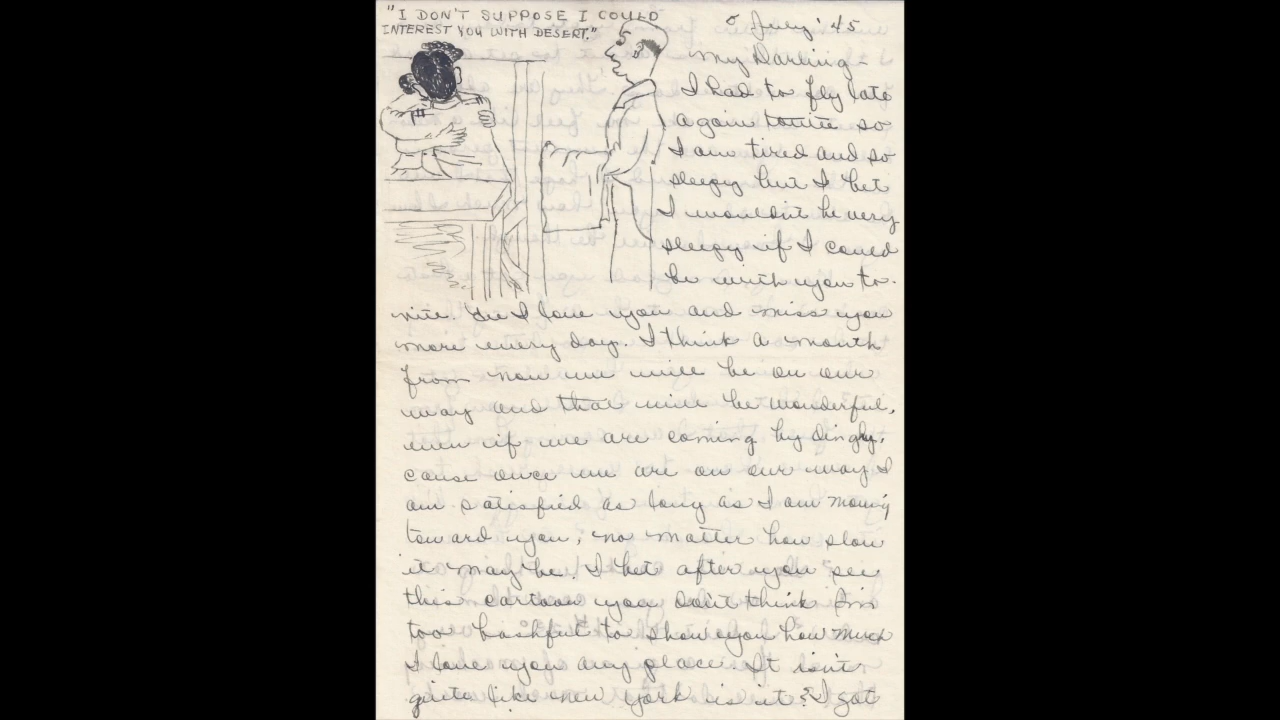 "I DON'T SUPPOSE I COULD
INTEREST YOU WITH DESERT."
5 July '45
My Darling -
I had to fly late
again tonite so
I am tired and so
sleepy but I bet
I wouldn't be very
sleepy if I could
be with you to-
nite. Gee I love you and miss you
more every day. I think a month
from now we will be on our
way and that will be wonderful,
even if we are coming by dingly,
cause once we are on our way I
am satisfied as long as I am moving
toward you, no matter how slow
it may be. I bet after you see
this cartoon you don't think I'm
too bashful to show you how much
I love you any place. It isn't
quite like new york is it? I got